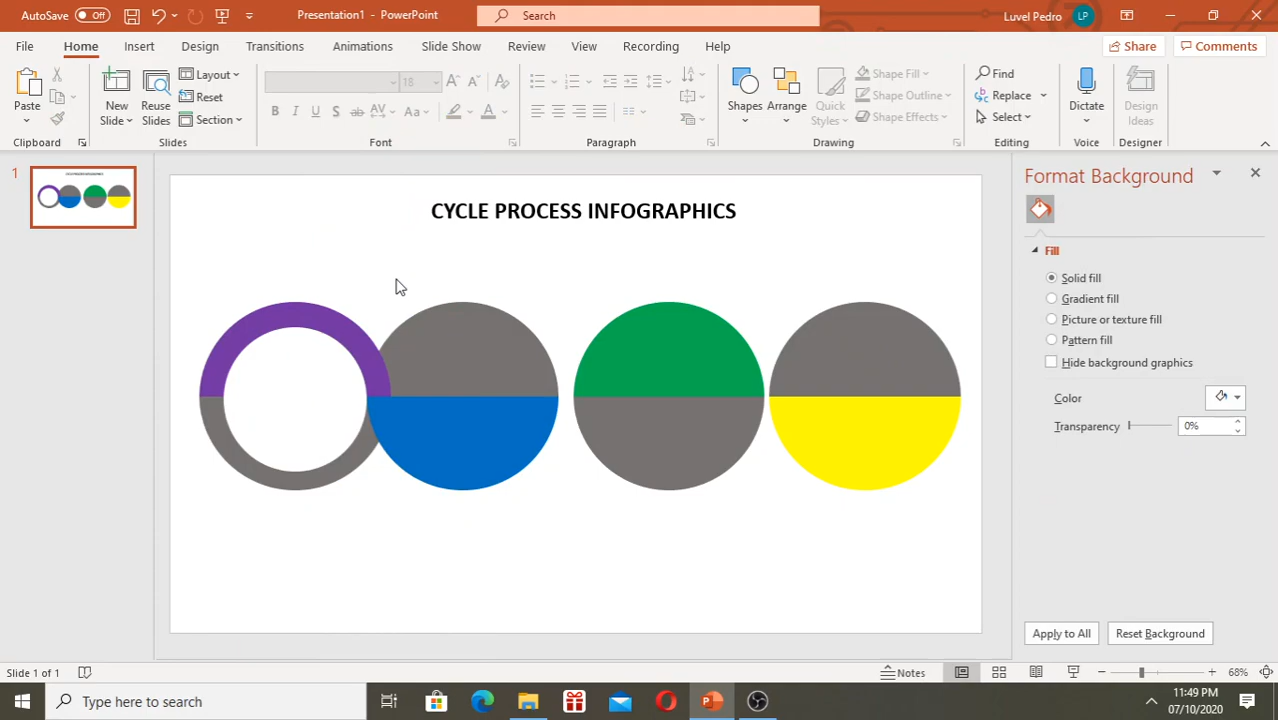 AutoSave Off
Presentation1 - PowerPoint
Search
Luvel Pedro LP
File Home Insert Design Transitions Animations Slide Show Review View Recording Help
Share Comments
Paste
New Slide
Reuse Slides
Layout
Reset
Section
18
Shapes
Arrange
Quick Styles
Shape Fill
Shape Outline
Shape Effects
Find
Replace
Select
Dictate
Design Ideas
Clipboard Slides Font Paragraph Drawing Editing Voice Designer
1
CYCLE PROCESS INFOGRAPHICS
Format Background
Fill
Solid fill
Gradient fill
Picture or texture fill
Pattern fill
Hide background graphics
Color
Transparency 0%
Apply to All Reset Background
Slide 1 of 1
Notes
68%
Type here to search
11:49 PM
07/10/2020